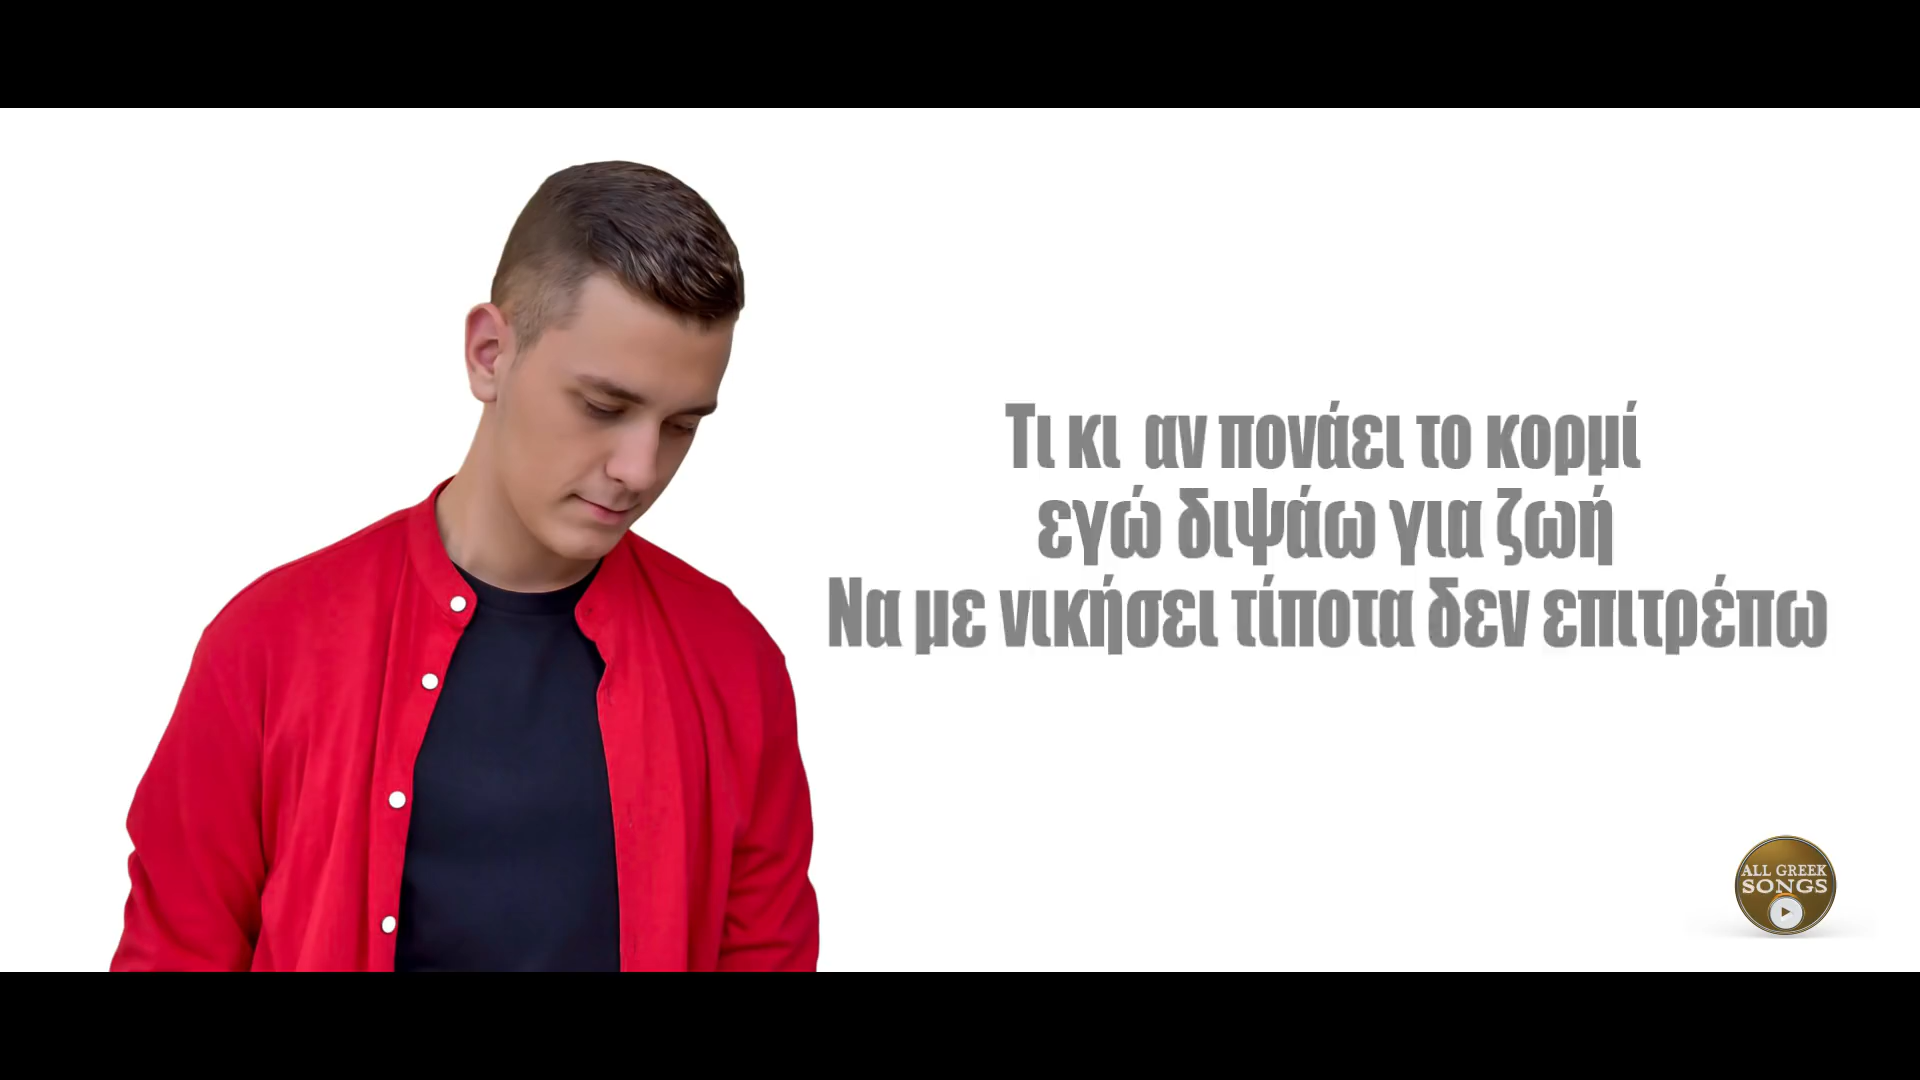 Τι κι αν πονάει το κορμί
εγώ διψάω για ζωή
Να με νικήσει τίποτα δεν επιτρέπω
ALL GREEK
SONGS